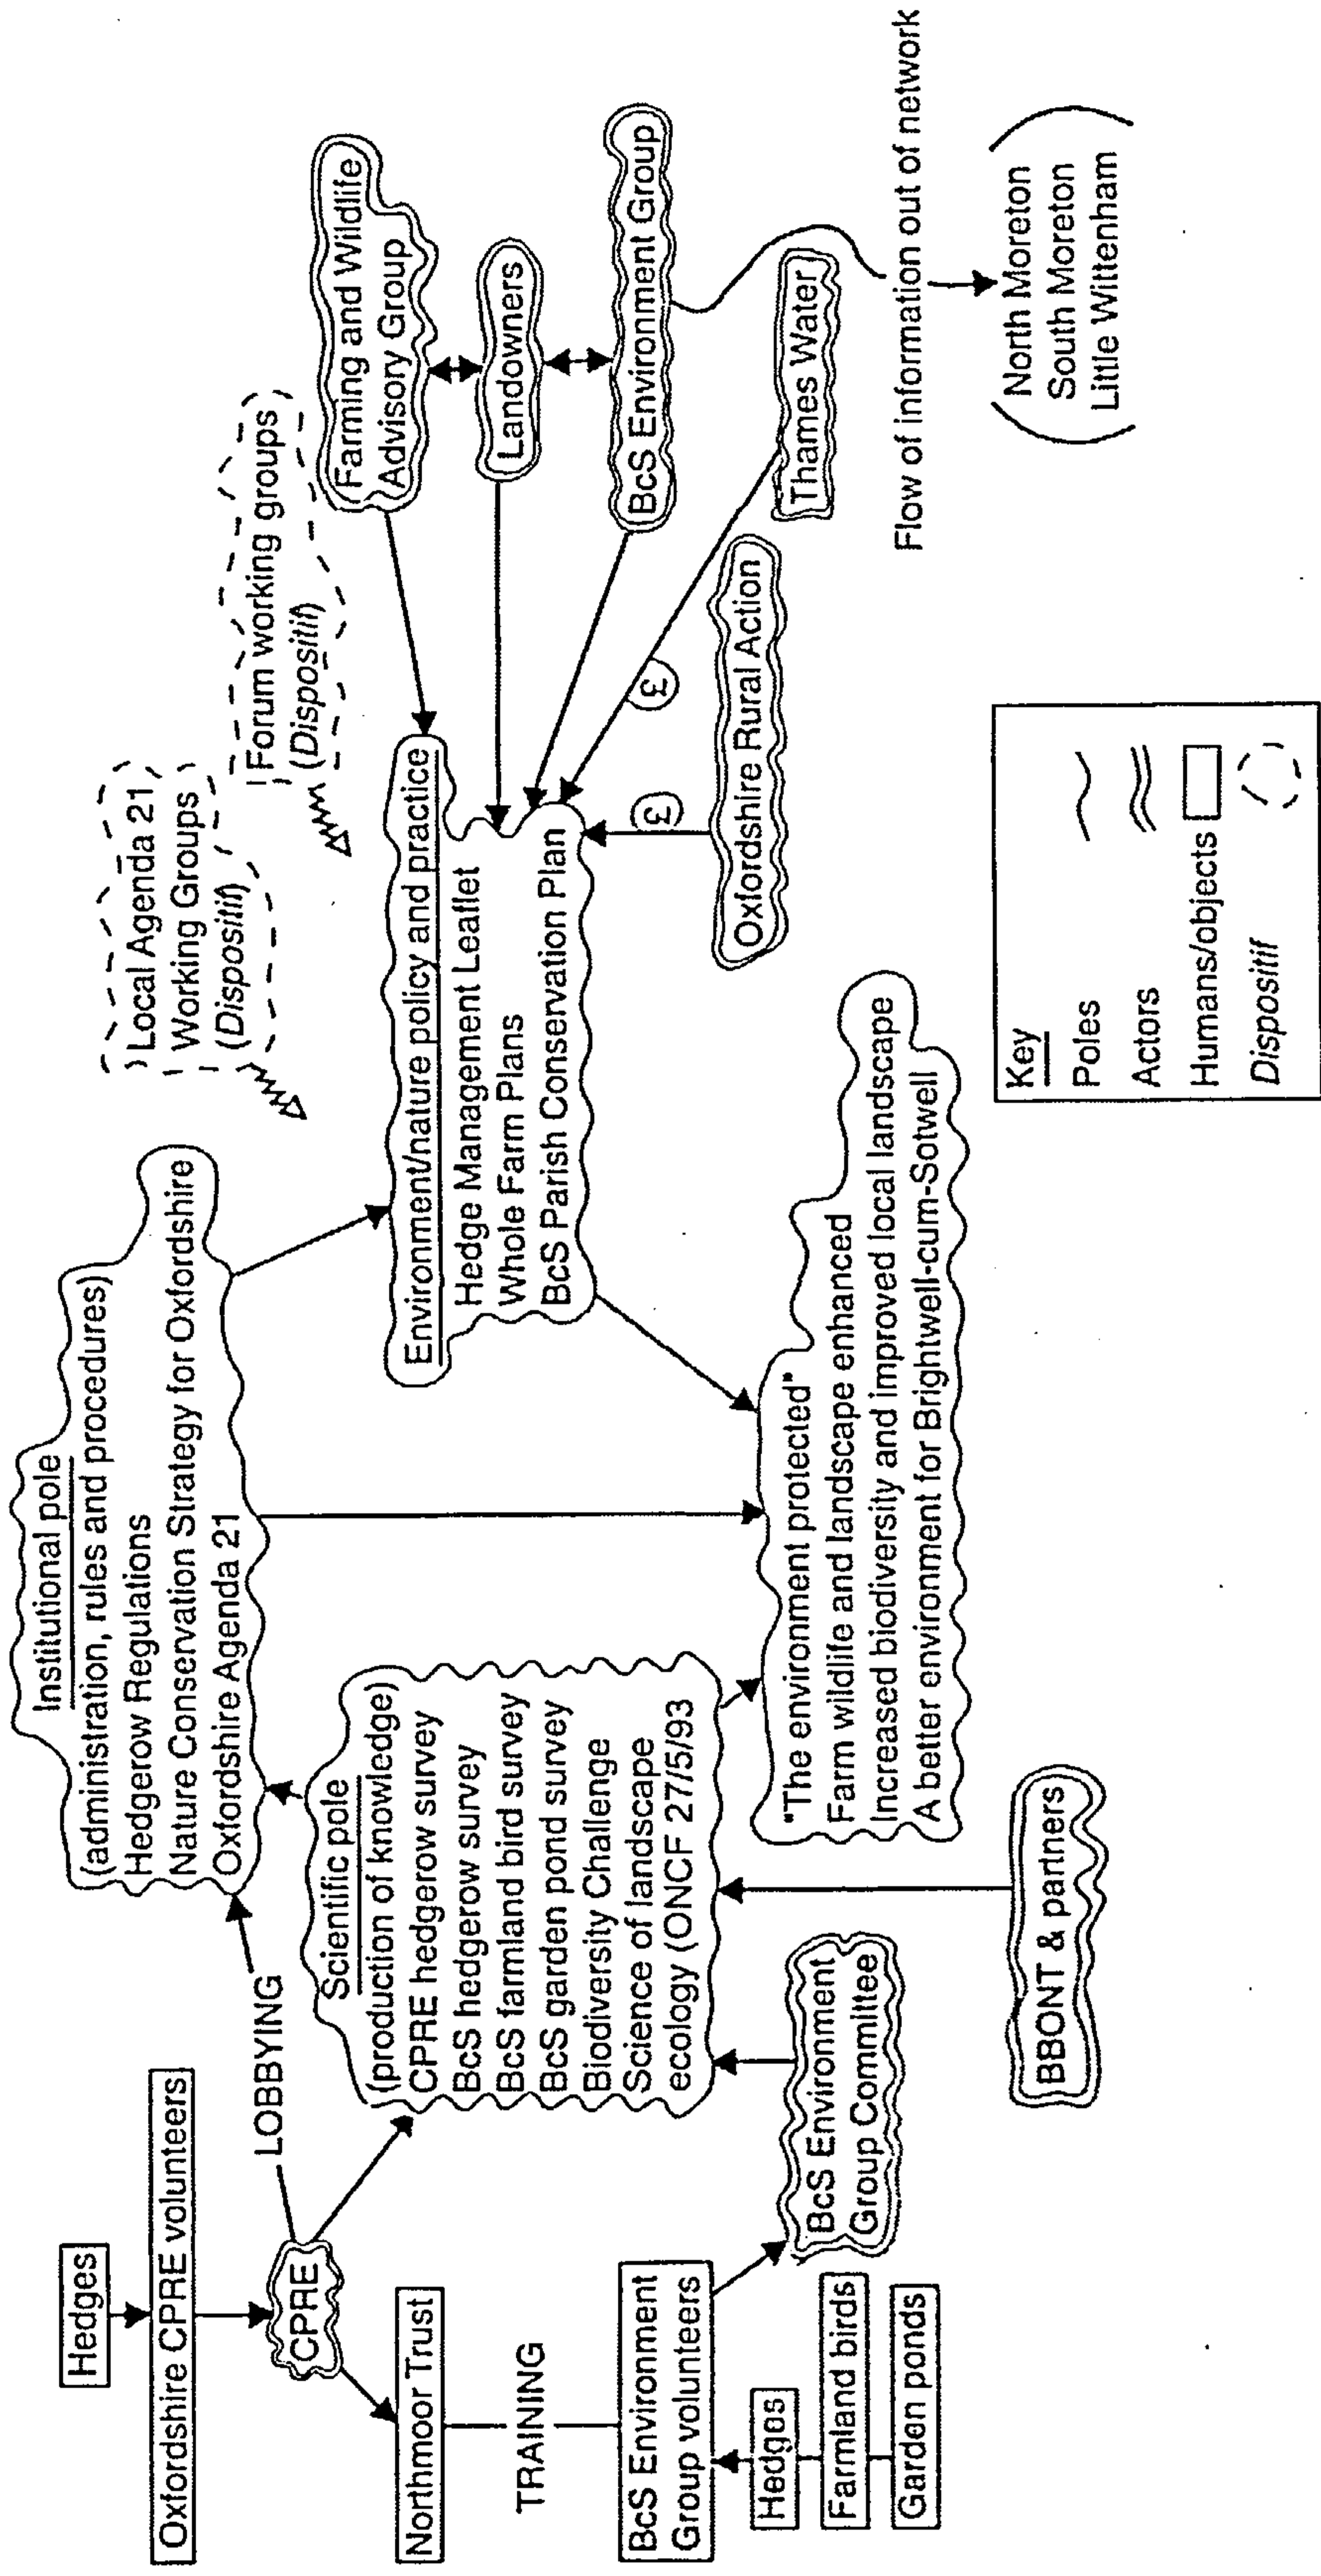 Hedges
Oxfordshire CPRE volunteers
CPRE
LOBBYING
Northmoor Trust
TRAINING
BcS Environment
Group volunteers
Hedges
Farmland birds
Garden ponds
BcS Environment
Group Committee
BBONT & partners
Institutional pole
(administration, rules and procedures)
Hedgerow Regulations
Nature Conservation Strategy for Oxfordshire
Oxfordshire Agenda 21
Scientific pole
(production of knowledge)
CPRE hedgerow survey
BcS hedgerow survey
BcS farmland bird survey
BcS garden pond survey
Biodiversity Challenge
Science of landscape
ecology (ONCF 27/5/93
"The environment protected"
Farm wildlife and landscape enhanced
Increased biodiversity and improved local landscape
A better environment for Brightwell-cum-Sotwell
Local Agenda 21
Working Groups
(Dispositif)
Forum working groups
(Dispositif)
Environment/nature policy and practice
Hedge Management Leaflet
Whole Farm Plans
BcS Parish Conservation Plan
Farming and Wildlife
Advisory Group
Landowners
BcS Environment Group
Thames Water
£
£
Oxfordshire Rural Action
Flow of information out of network
North Moreton
South Moreton
Little Wittenham
Key
Poles
Actors
Humans/objects
Dispositif